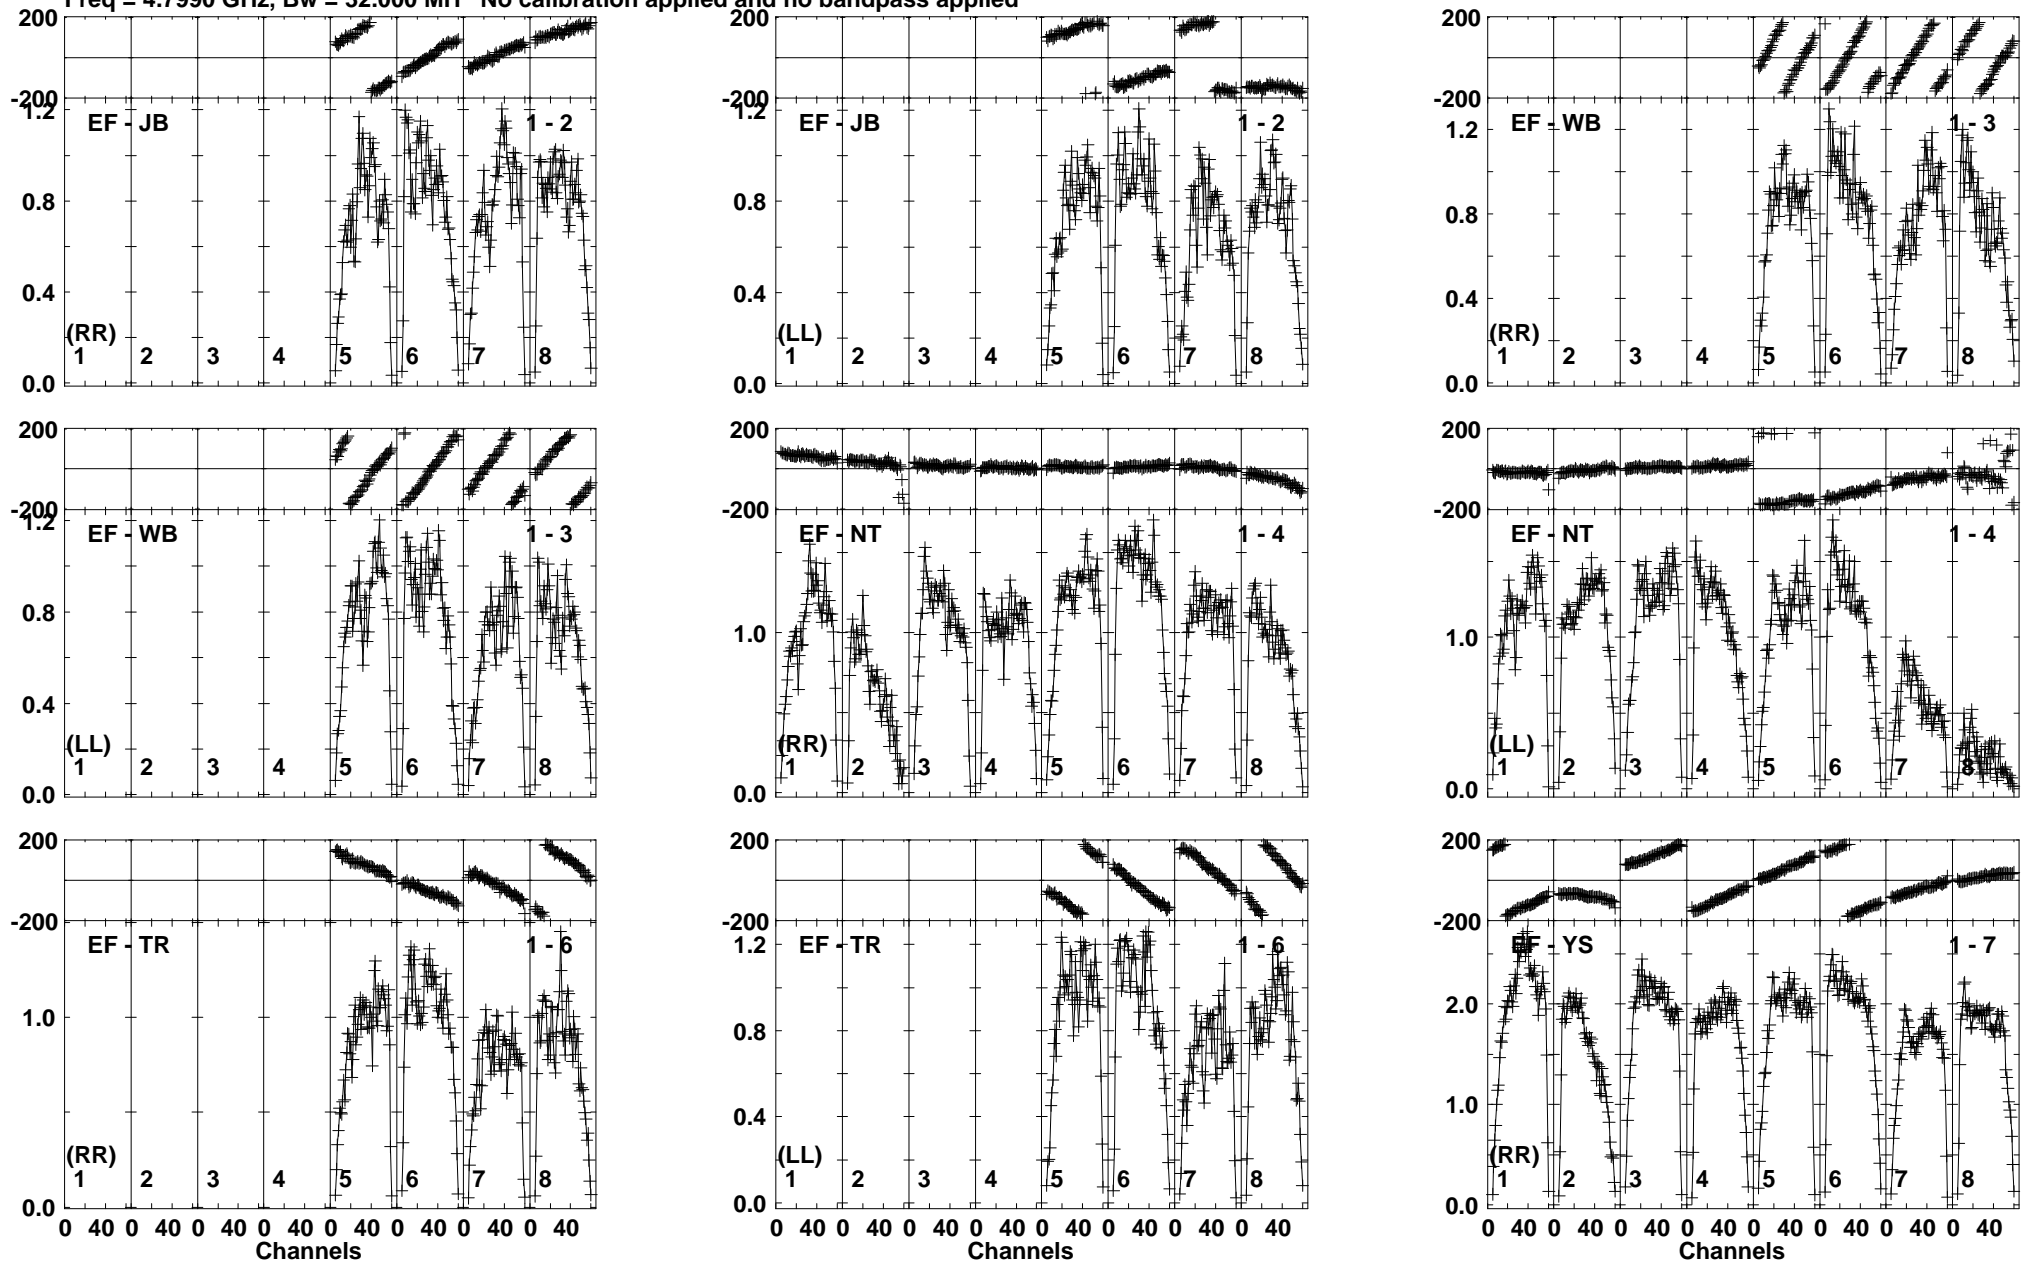 Freq = 4.7990 GHz, Bw = 32.000 MH No calibration applied and no bandpass applied
200 200 200
-200 -200 -200
1.2 EF - JB 1 - 2 EF - JB 1 - 2 EF - WB 1 - 3
1.2 1.2
0.8 0.8 0.8
0.4 0.4 0.4
(RR) (LL) (RR)
1 2 3 4 5 6 7 8 1 2 3 4 5 6 7 8 1 2 3 4 5 6 7 8
0.0 0.0 0.0
200 200 200
-200 -200 -200
1.2 EF - WB 1 - 3 EF - NT 1 - 4 EF - NT 1 - 4
0.8 1.0 1.0
0.4
(LL) (RR) (LL)
1 2 3 4 5 6 7 8 1 2 3 4 5 6 7 8 1 2 3 4 5 6 7 8
0.0 0.0 0.0
200 200 200
-200 -200 -200
EF - TR 1 - 6 EF - TR 1 - 6 EF - YS 1 - 7
1.2
1.0 0.8 2.0
0.4 1.0
(RR) (LL) (RR)
1 2 3 4 5 6 7 8 1 2 3 4 5 6 7 8 1 2 3 4 5 6 7 8
0.0 0.0 0.0
0 40 0 40 0 40 0 40 0 40 0 40 0 40 0 40 0 40 0 40 0 40 0 40 0 40 0 40 0 40 0 40 0 40 0 40 0 40 0 40 0 40 0 40 0 40 0 40
Channels Channels Channels